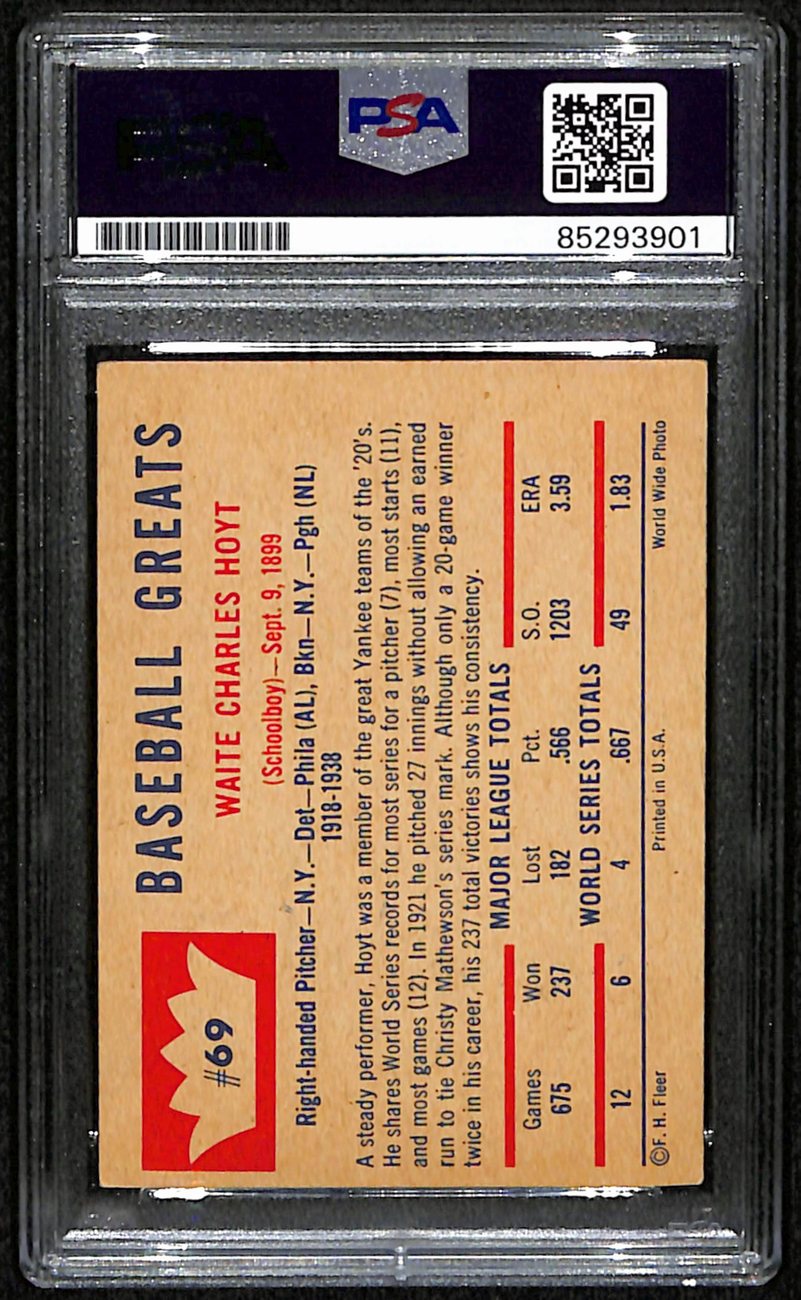 PSA
85293901
BASEBALL GREATS
#69
WAITE CHARLES HOYT
(Schoolboy)—Sept. 9, 1899
Right-handed Pitcher—N.Y.—Det—Phila (AL), Bkn—N.Y.—Pgh (NL)
1918-1938
A steady performer, Hoyt was a member of the great Yankee teams of the '20's.
He shares World Series records for most series for a pitcher (7), most starts (11),
and most games (12). In 1921 he pitched 27 innings without allowing an earned
run to tie Christy Mathewson's series mark. Although only a 20-game winner
twice in his career, his 237 total victories shows his consistency.
MAJOR LEAGUE TOTALS
Games Won Lost Pct. S.O. ERA
675 237 182 .566 1203 3.59
WORLD SERIES TOTALS
12 6 4 .667 49 1.83
©F. H. Fleer Printed in U.S.A. World Wide Photo